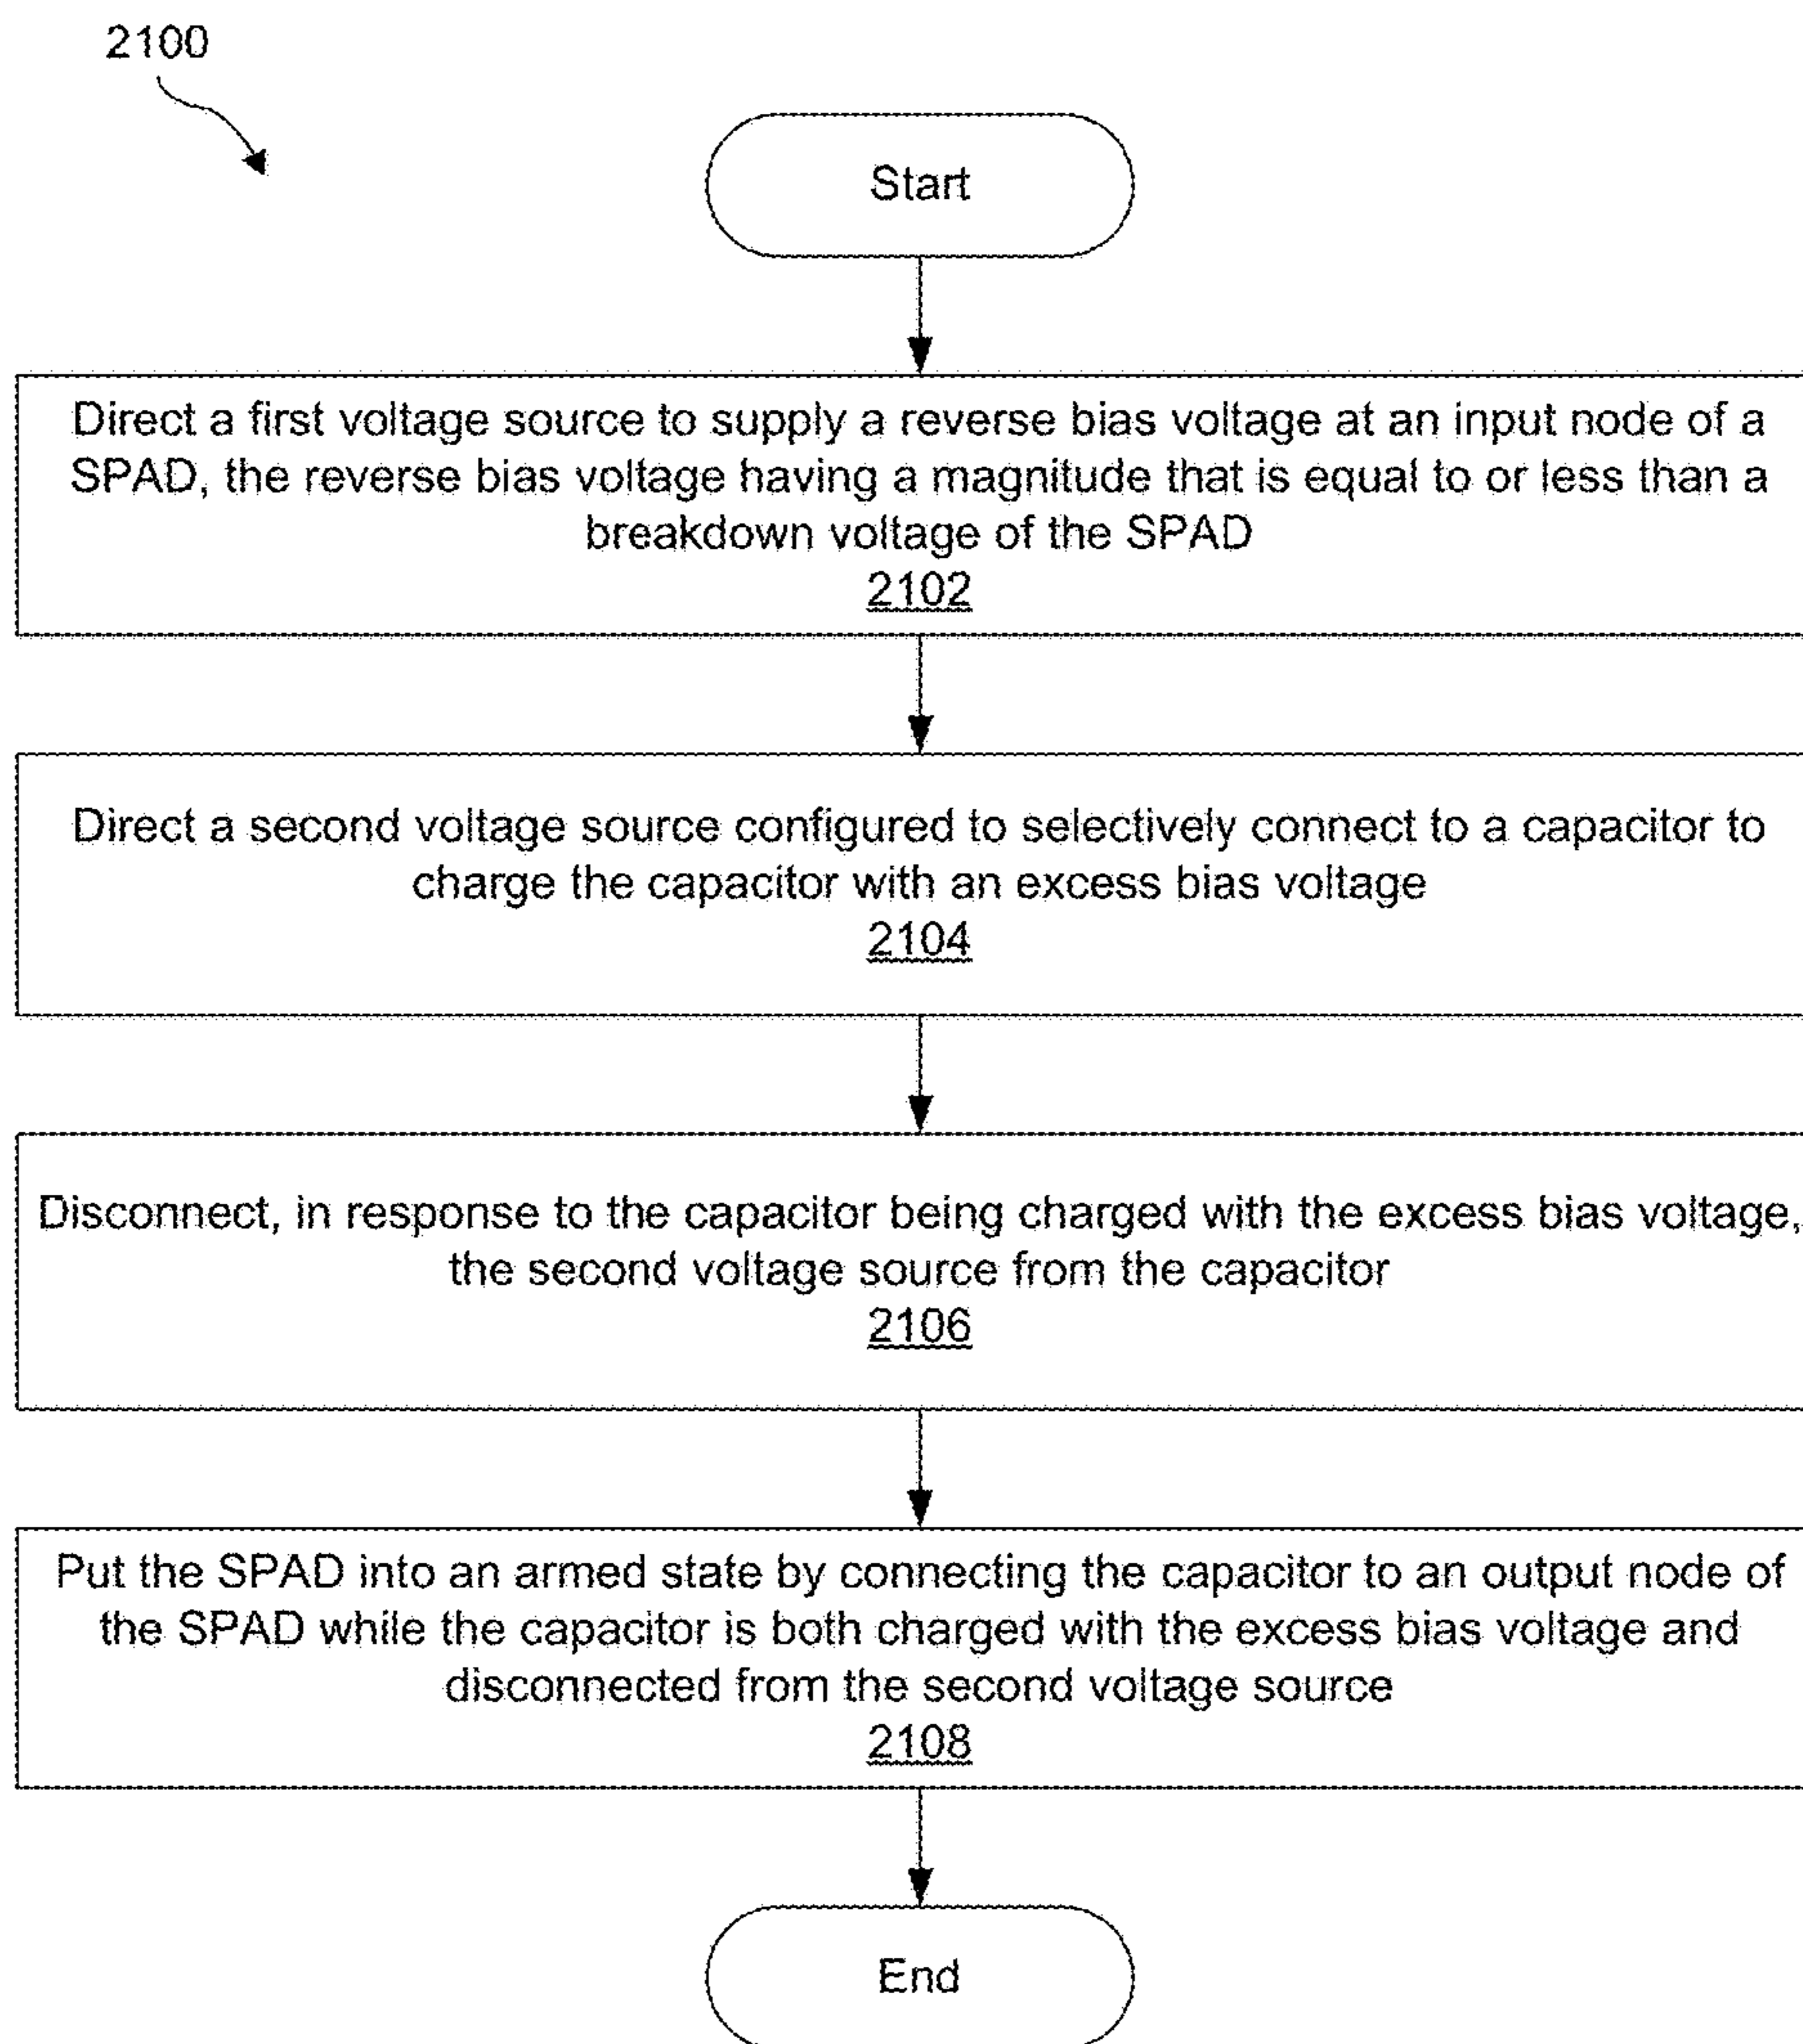 2100
Start
Direct a first voltage source to supply a reverse bias voltage at an input node of a
SPAD, the reverse bias voltage having a magnitude that is equal to or less than a
breakdown voltage of the SPAD
2102
Direct a second voltage source configured to selectively connect to a capacitor to
charge the capacitor with an excess bias voltage
2104
Disconnect, in response to the capacitor being charged with the excess bias voltage,
the second voltage source from the capacitor
2106
Put the SPAD into an armed state by connecting the capacitor to an output node of
the SPAD while the capacitor is both charged with the excess bias voltage and
disconnected from the second voltage source
2108
End